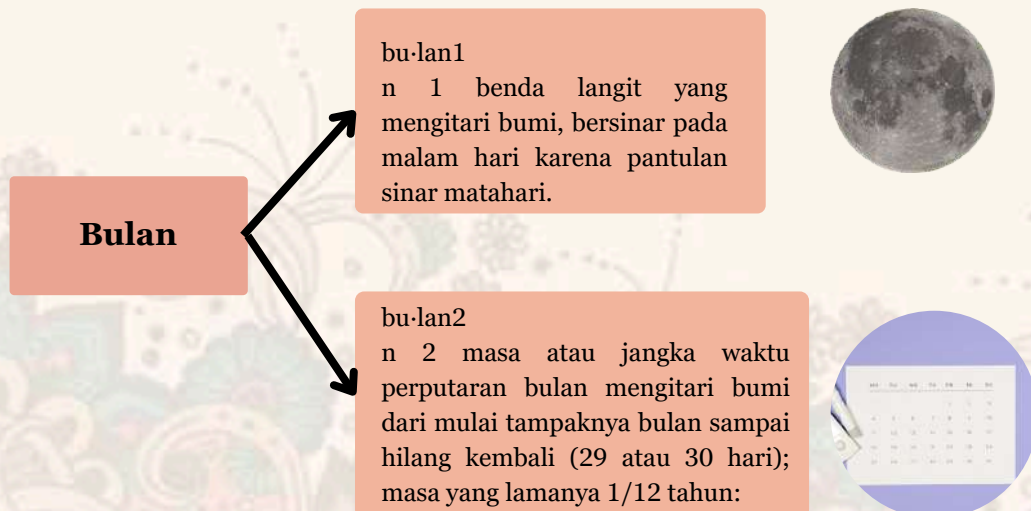 Bulan
bu·lan1
n 1 benda langit yang
mengitari bumi, bersinar pada
malam hari karena pantulan
sinar matahari.
bu·lan2
n 2 masa atau jangka waktu
perputaran bulan mengitari bumi
dari mulai tampaknya bulan sampai
hilang kembali (29 atau 30 hari);
masa yang lamanya 1/12 tahun: